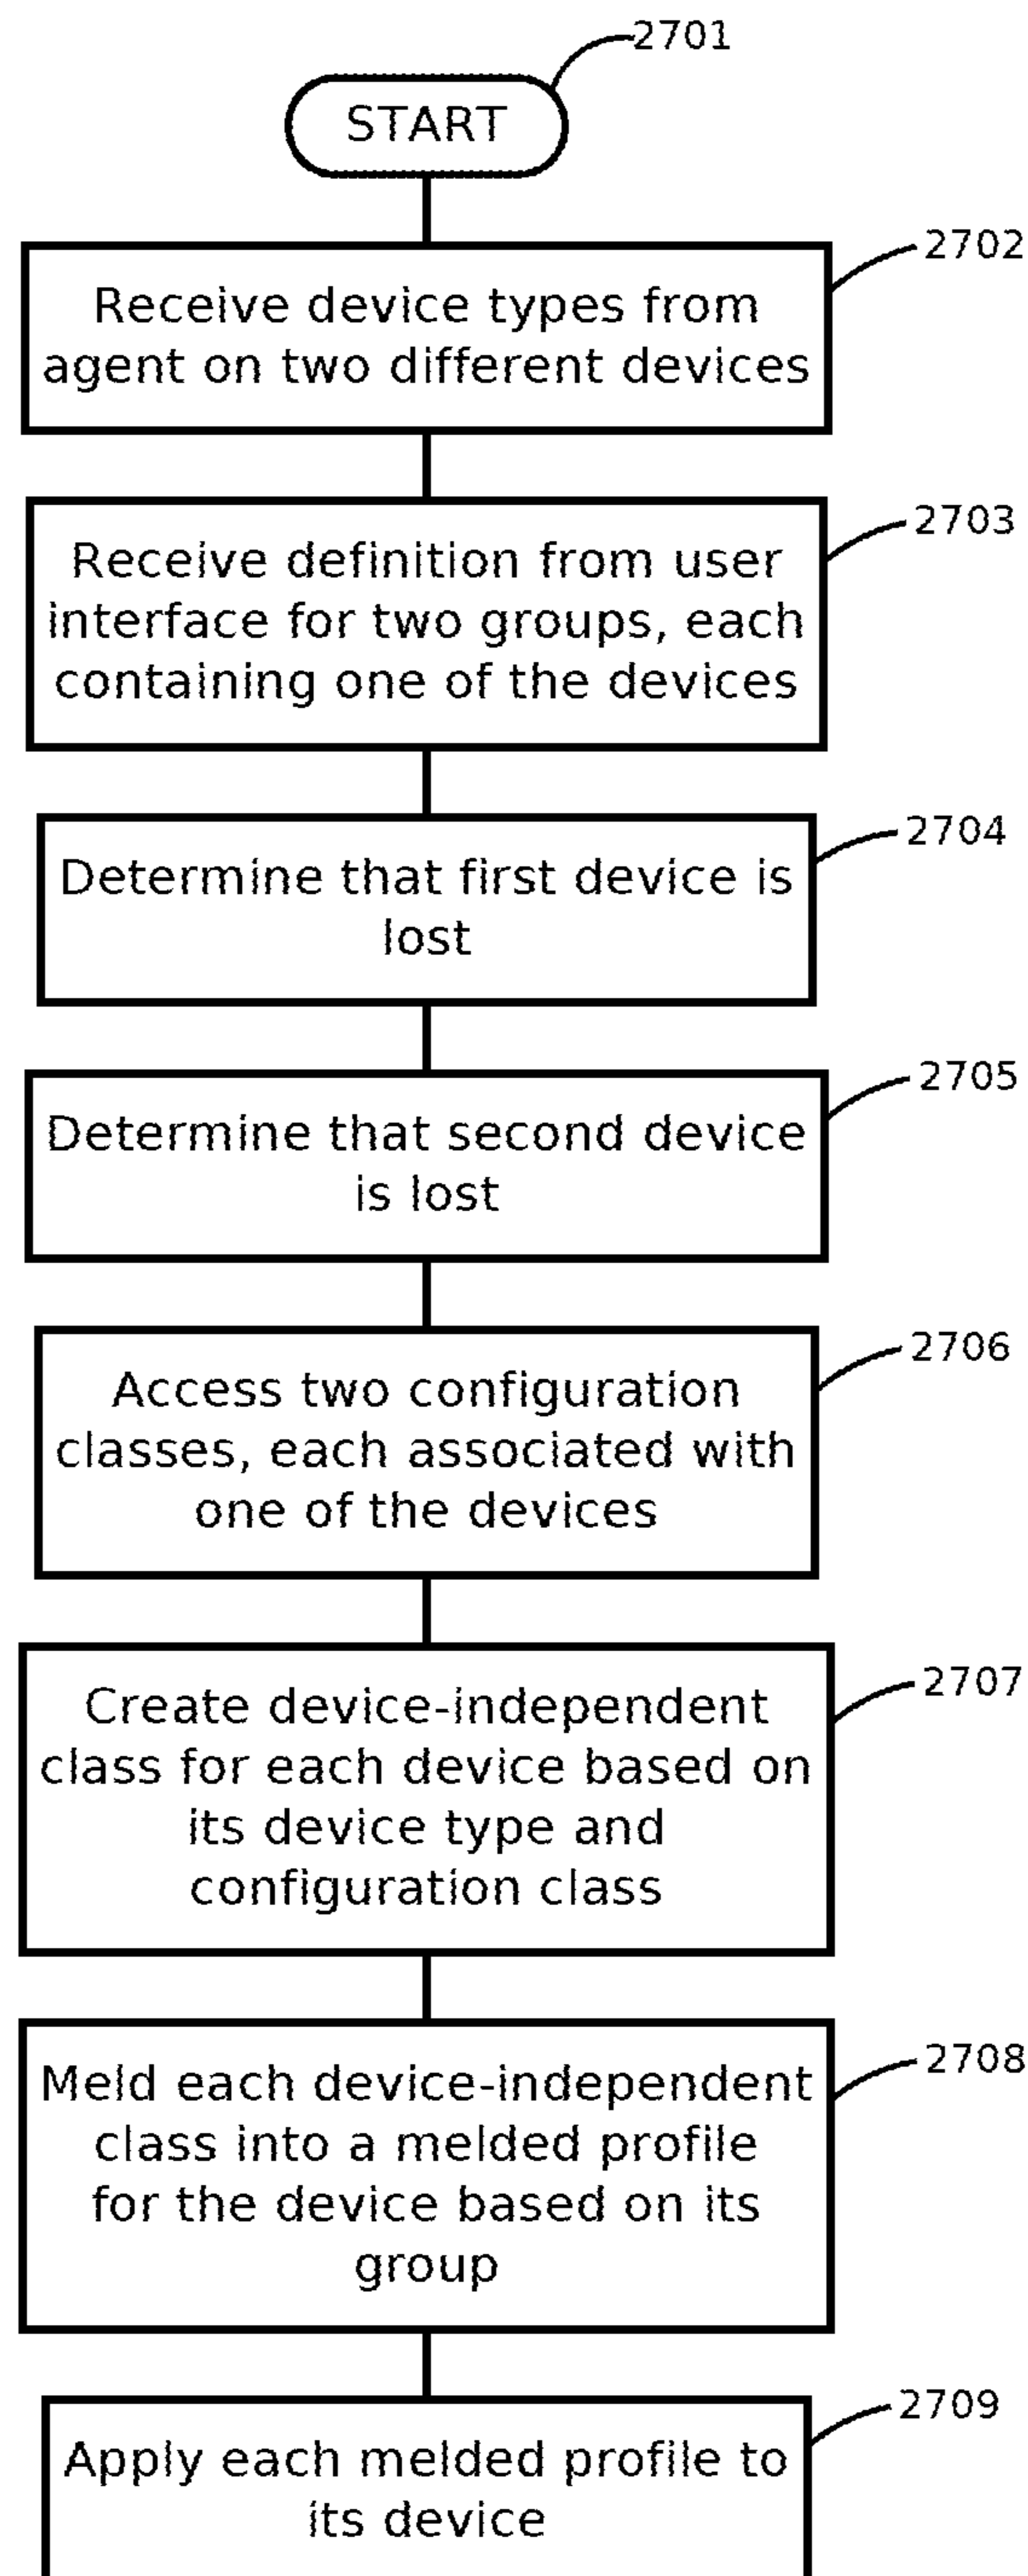 2701
START
2702
Receive device types from
agent on two different devices
2703
Receive definition from user
interface for two groups, each
containing one of the devices
2704
Determine that first device is
lost
2705
Determine that second device
is lost
2706
Access two configuration
classes, each associated with
one of the devices
2707
Create device-independent
class for each device based on
its device type and
configuration class
2708
Meld each device-independent
class into a melded profile
for the device based on its
group
2709
Apply each melded profile to
its device